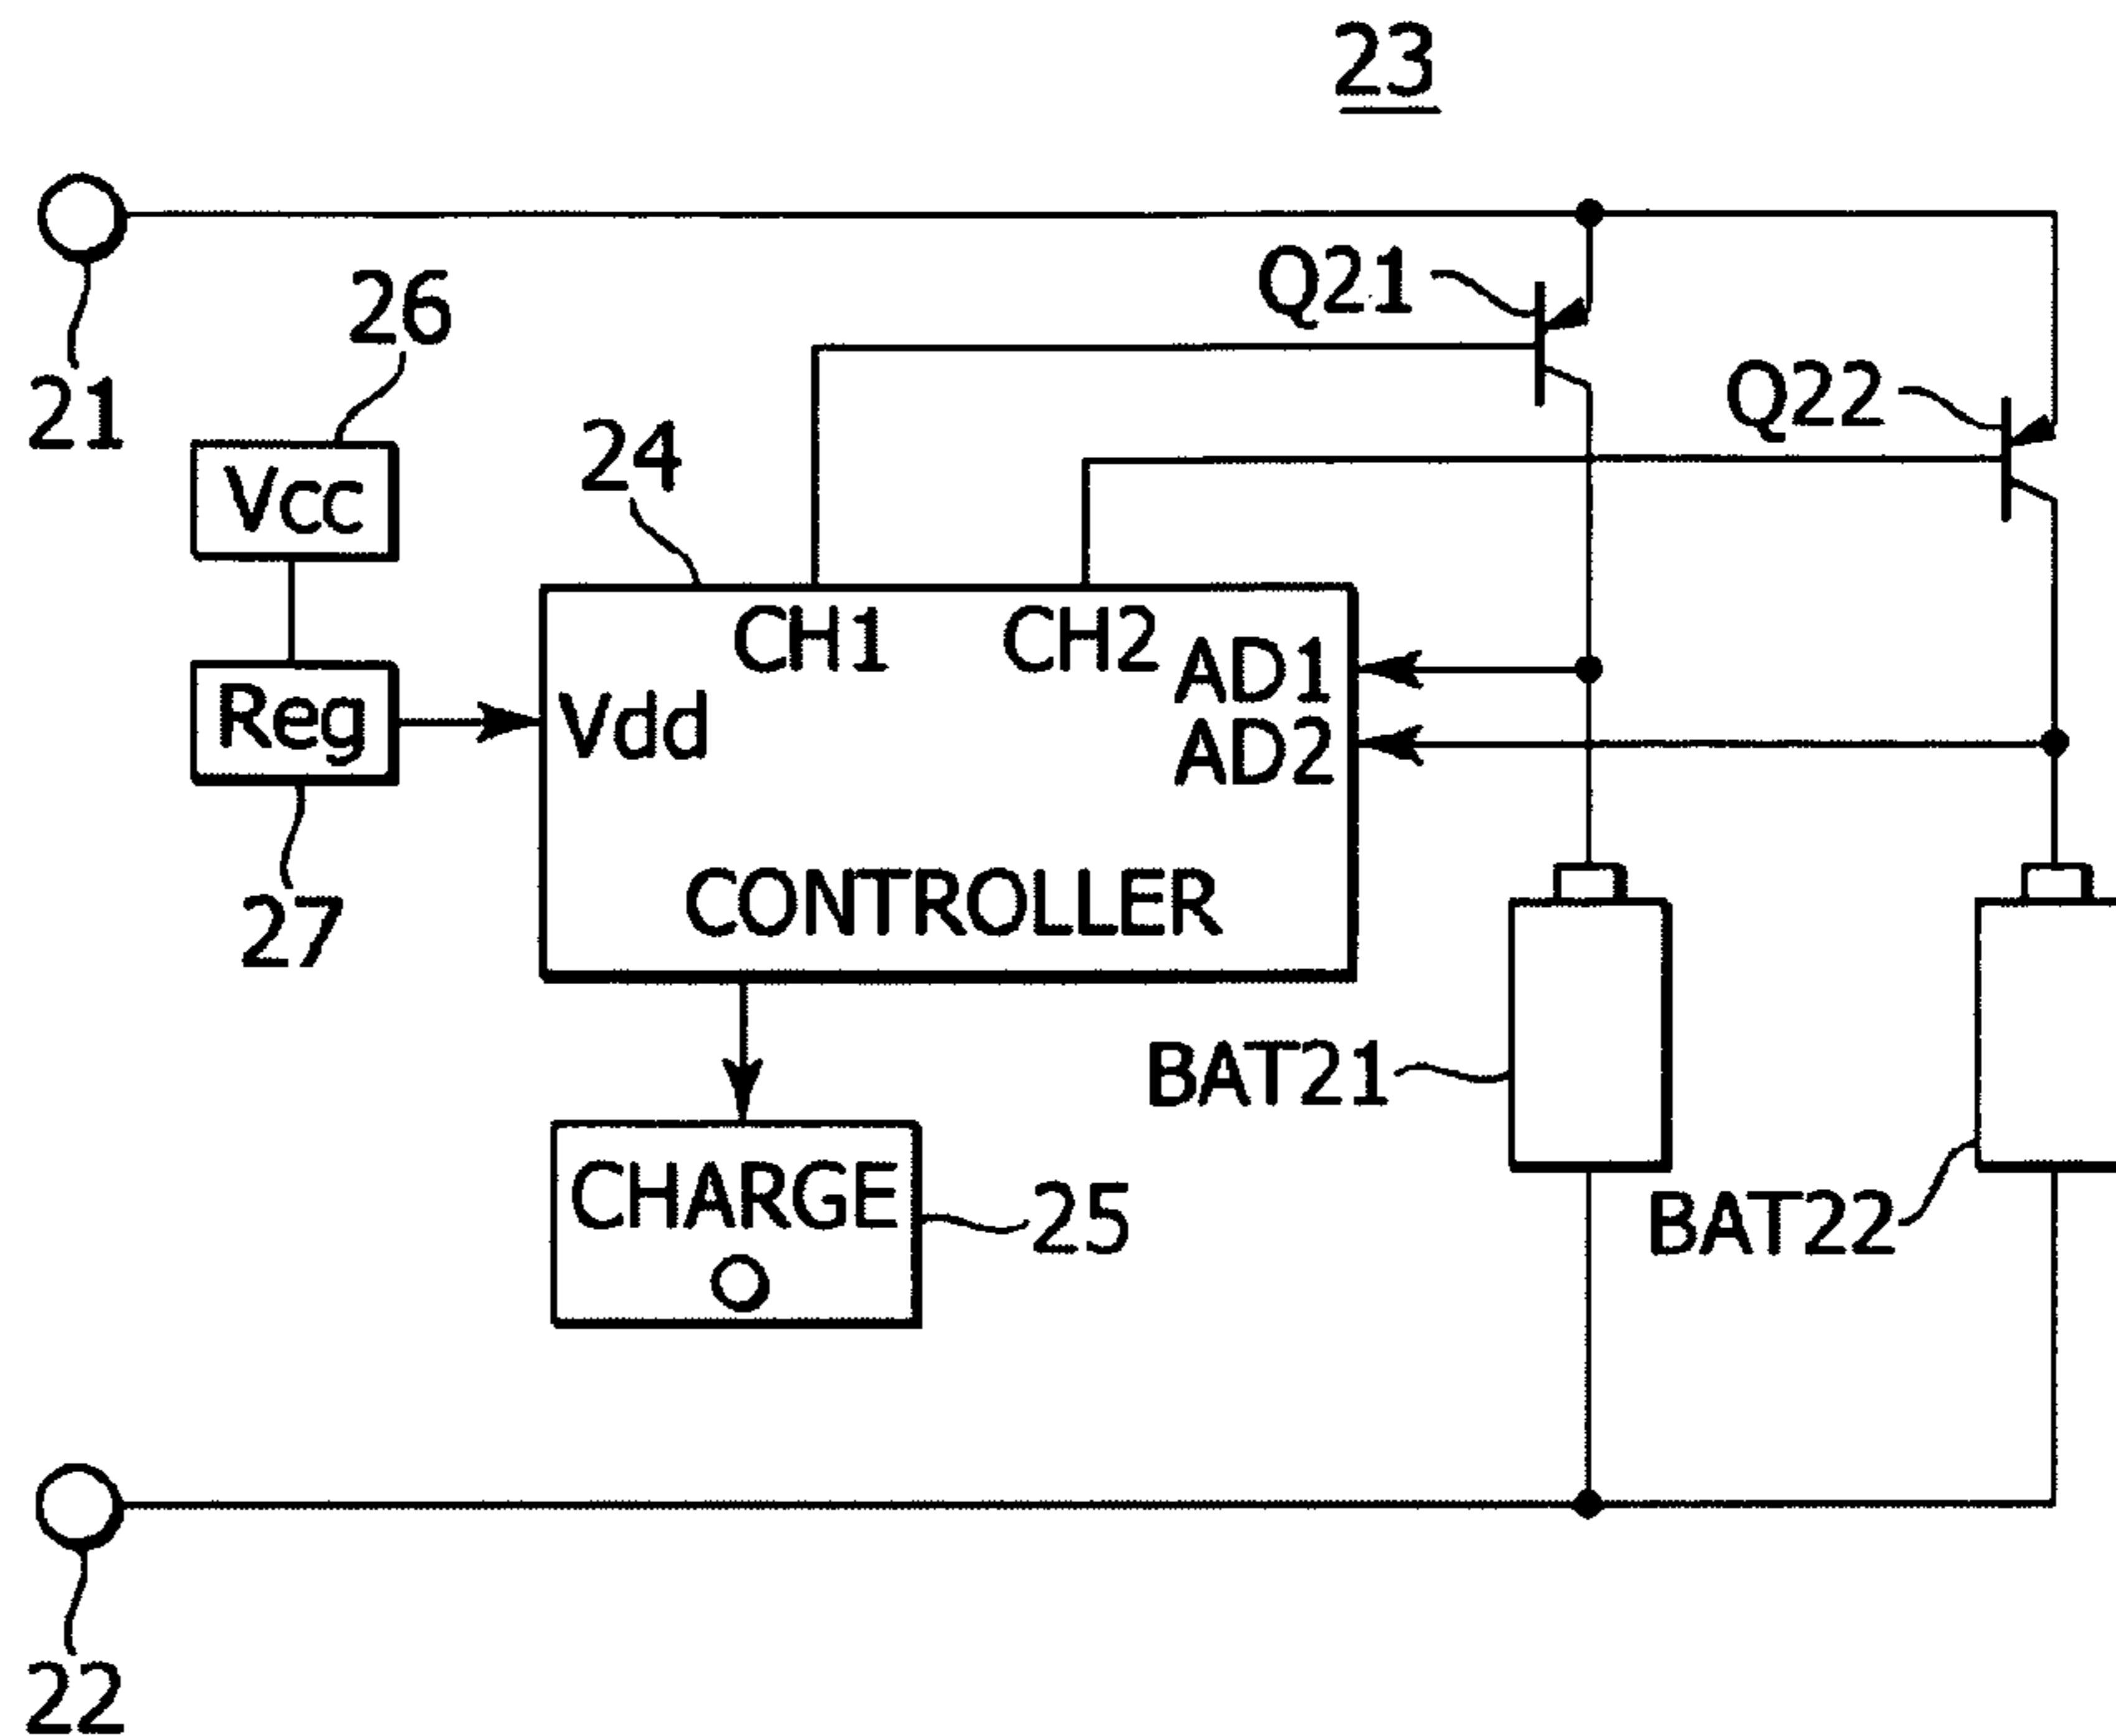 23
21
26
Q21
Q22
Vcc
24
CH1
CH2
AD1
Reg
Vdd
AD2
27
CONTROLLER
BAT21
CHARGE
25
BAT22
22